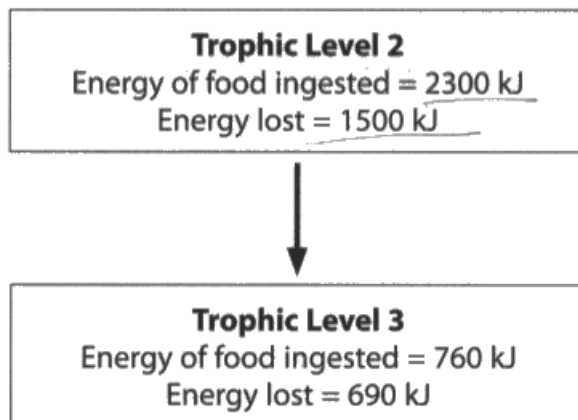 Trophic Level 2
Energy of food ingested = 2300 kJ
Energy lost = 1500 kJ
Trophic Level 3
Energy of food ingested = 760 kJ
Energy lost = 690 kJ